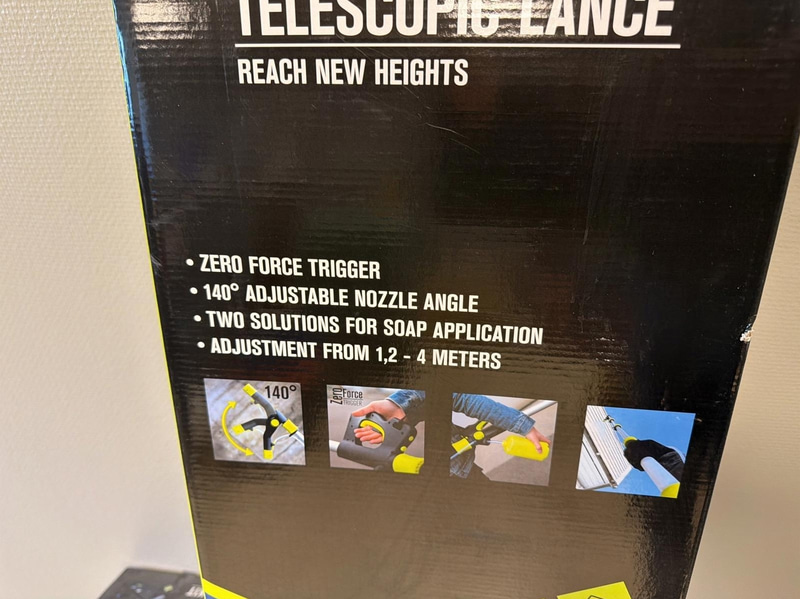 TELESCOPIC LANCE
REACH NEW HEIGHTS
• ZERO FORCE TRIGGER
• 140° ADJUSTABLE NOZZLE ANGLE
• TWO SOLUTIONS FOR SOAP APPLICATION
• ADJUSTMENT FROM 1,2 - 4 METERS
140°
Zero Force
TRIGGER